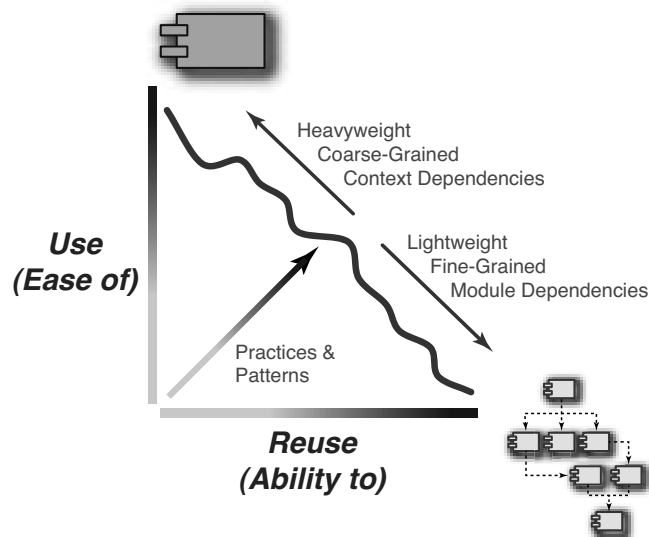 Heavyweight
Coarse-Grained
Context Dependencies
Use
(Ease of)
Lightweight
Fine-Grained
Module Dependencies
Practices &
Patterns
Reuse
(Ability to)